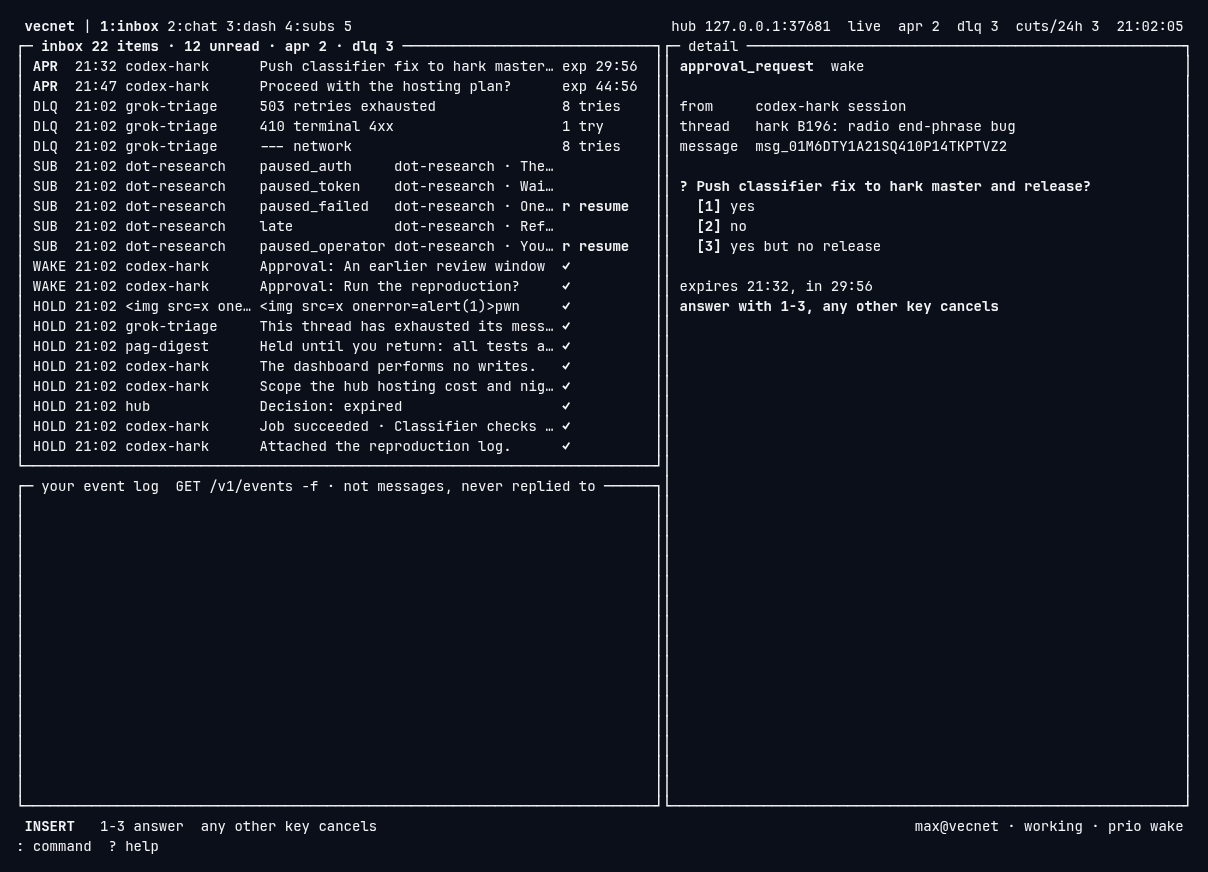 vecnet | 1:inbox 2:chat 3:dash 4:subs 5
hub 127.0.0.1:37681 live apr 2 dlq 3 cuts/24h 3 21:02:05
inbox 22 items · 12 unread · apr 2 · dlq 3
APR 21:32 codex-hark Push classifier fix to hark master… exp 29:56
APR 21:47 codex-hark Proceed with the hosting plan? exp 44:56
DLQ 21:02 grok-triage 503 retries exhausted 8 tries
DLQ 21:02 grok-triage 410 terminal 4xx 1 try
DLQ 21:02 grok-triage --- network 8 tries
SUB 21:02 dot-research paused_auth dot-research · The…
SUB 21:02 dot-research paused_token dot-research · Wai…
SUB 21:02 dot-research paused_failed dot-research · One… r resume
SUB 21:02 dot-research late dot-research · Ref…
SUB 21:02 dot-research paused_operator dot-research · You… r resume
WAKE 21:02 codex-hark Approval: An earlier review window ✓
WAKE 21:02 codex-hark Approval: Run the reproduction? ✓
HOLD 21:02 <img src=x one… <img src=x onerror=alert(1)>pwn ✓
HOLD 21:02 grok-triage This thread has exhausted its mess… ✓
HOLD 21:02 pag-digest Held until you return: all tests a… ✓
HOLD 21:02 codex-hark The dashboard performs no writes. ✓
HOLD 21:02 codex-hark Scope the hub hosting cost and nig… ✓
HOLD 21:02 hub Decision: expired ✓
HOLD 21:02 codex-hark Job succeeded · Classifier checks … ✓
HOLD 21:02 codex-hark Attached the reproduction log. ✓
your event log GET /v1/events -f · not messages, never replied to
detail
approval_request wake
from codex-hark session
thread hark B196: radio end-phrase bug
message msg_01M6DTY1A21SQ410P14TKPTVZ2
? Push classifier fix to hark master and release?
[1] yes
[2] no
[3] yes but no release
expires 21:32, in 29:56
answer with 1-3, any other key cancels
INSERT 1-3 answer any other key cancels
max@vecnet · working · prio wake
: command ? help